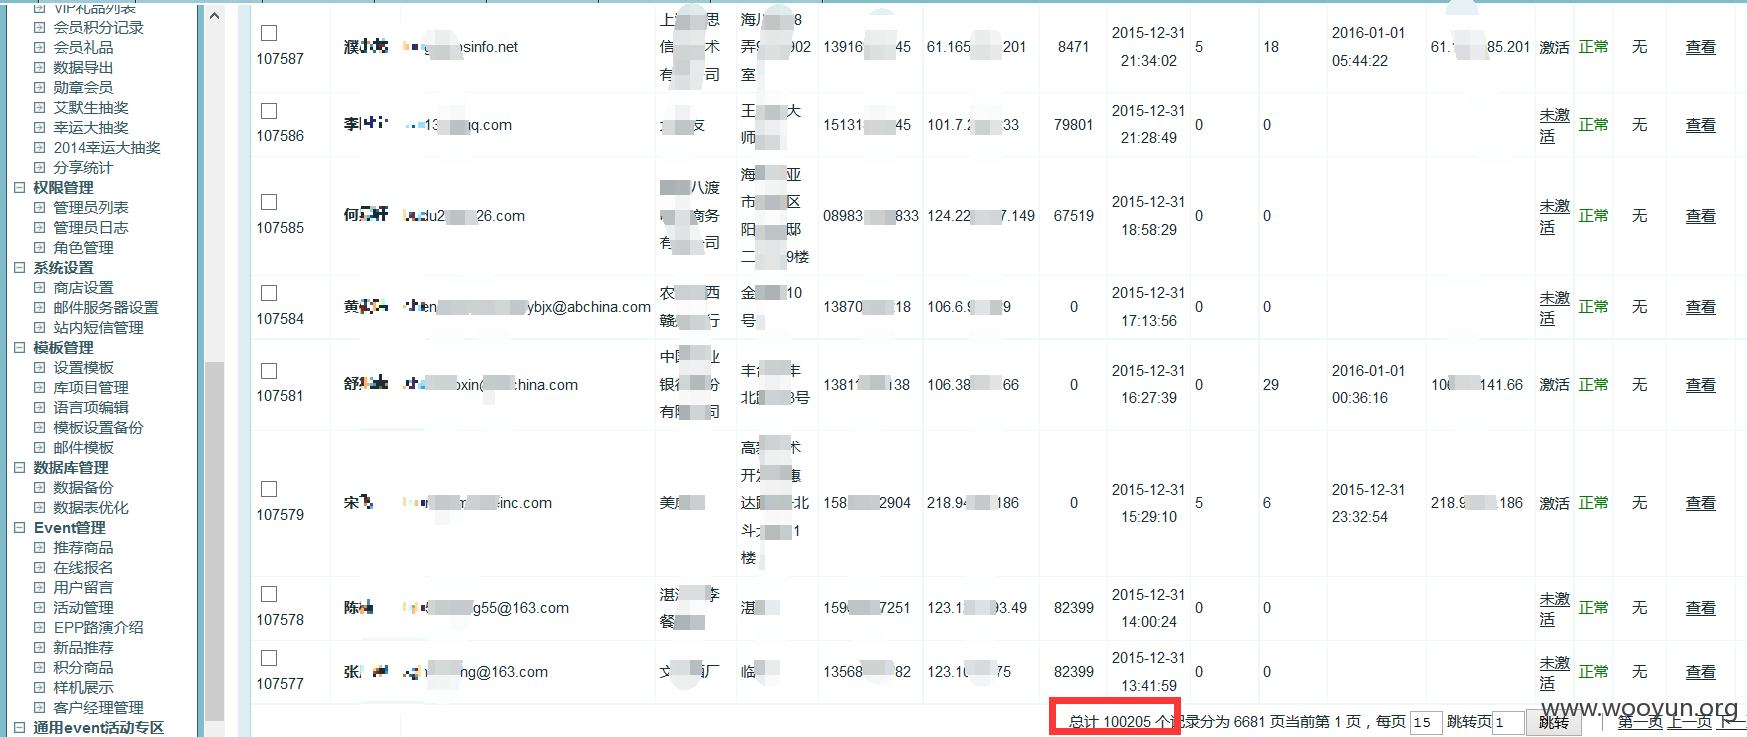 VIP礼品列表
会员积分记录
会员礼品
数据导出
勋章会员
艾默生抽奖
幸运大抽奖
2014幸运大抽奖
分享统计
权限管理
管理员列表
管理员日志
角色管理
系统设置
商店设置
邮件服务器设置
站内短信管理
模板管理
设置模板
库项目管理
语言项编辑
模板设置备份
邮件模板
数据库管理
数据备份
数据表优化
Event管理
推荐商品
在线报名
用户留言
活动管理
EPP路演介绍
新品推荐
积分商品
样机展示
客户经理管理
通用event活动专区
107587 濮 sinfo.net 上 思 信 术 有 司 海 8 弄9 902 室 13916 45 61.165 .201 8471 2015-12-31 21:34:02 5 18 2016-01-01 05:44:22 61. 85.201 激活 正常 无 查看
107586 李 13 q.com 友 王 大 师 15131 45 101.7.2 33 79801 2015-12-31 21:28:49 0 0 未激活 正常 无 查看
107585 何 du2 26.com 八渡 商务 有 司 海 亚 市 区 阳 邸 二 9楼 08983 833 124.22 7.149 67519 2015-12-31 18:58:29 0 0 未激活 正常 无 查看
107584 黄 en ybjx@abchina.com 农 西 赣 行 金 10 号 13870 218 106.6.9 9 0 2015-12-31 17:13:56 0 0 未激活 正常 无 查看
107581 舒 oxin@ china.com 中国 业 银行 份 有限 司 丰台 丰 北路 8号 1381 138 106.38 66 0 2015-12-31 16:27:39 0 29 2016-01-01 00:36:16 106 141.66 激活 正常 无 查看
107579 宋 m einc.com 美 高新 术 开发 惠 达路 北 斗 1 楼 158 2904 218.94 186 0 2015-12-31 15:29:10 5 6 2015-12-31 23:32:54 218.9 .186 激活 正常 无 查看
107578 陈 5 g55@163.com 湛 李 餐 湛 159 7251 123.1 93.49 82399 2015-12-31 14:00:24 0 0 未激活 正常 无 查看
107577 张 ng@163.com 文 厂 临 13568 82 123.10 75 82399 2015-12-31 13:41:59 0 0 未激活 正常 无 查看
总计 100205 个记录分为 6681 页当前第 1 页，每页 15 跳转页 1 跳转 第一页 上一页 下一
www.wooyun.org